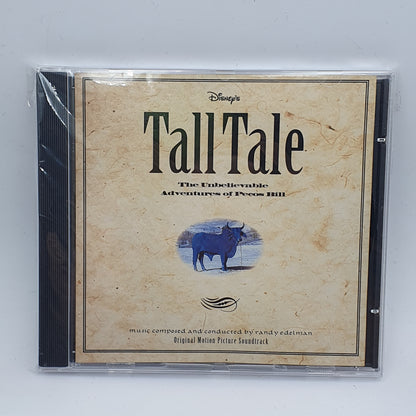 Disney's
Tall Tale
The Unbelievable
Adventures of Pecos Bill
music composed and conducted by randy edelman
Original Motion Picture Soundtrack